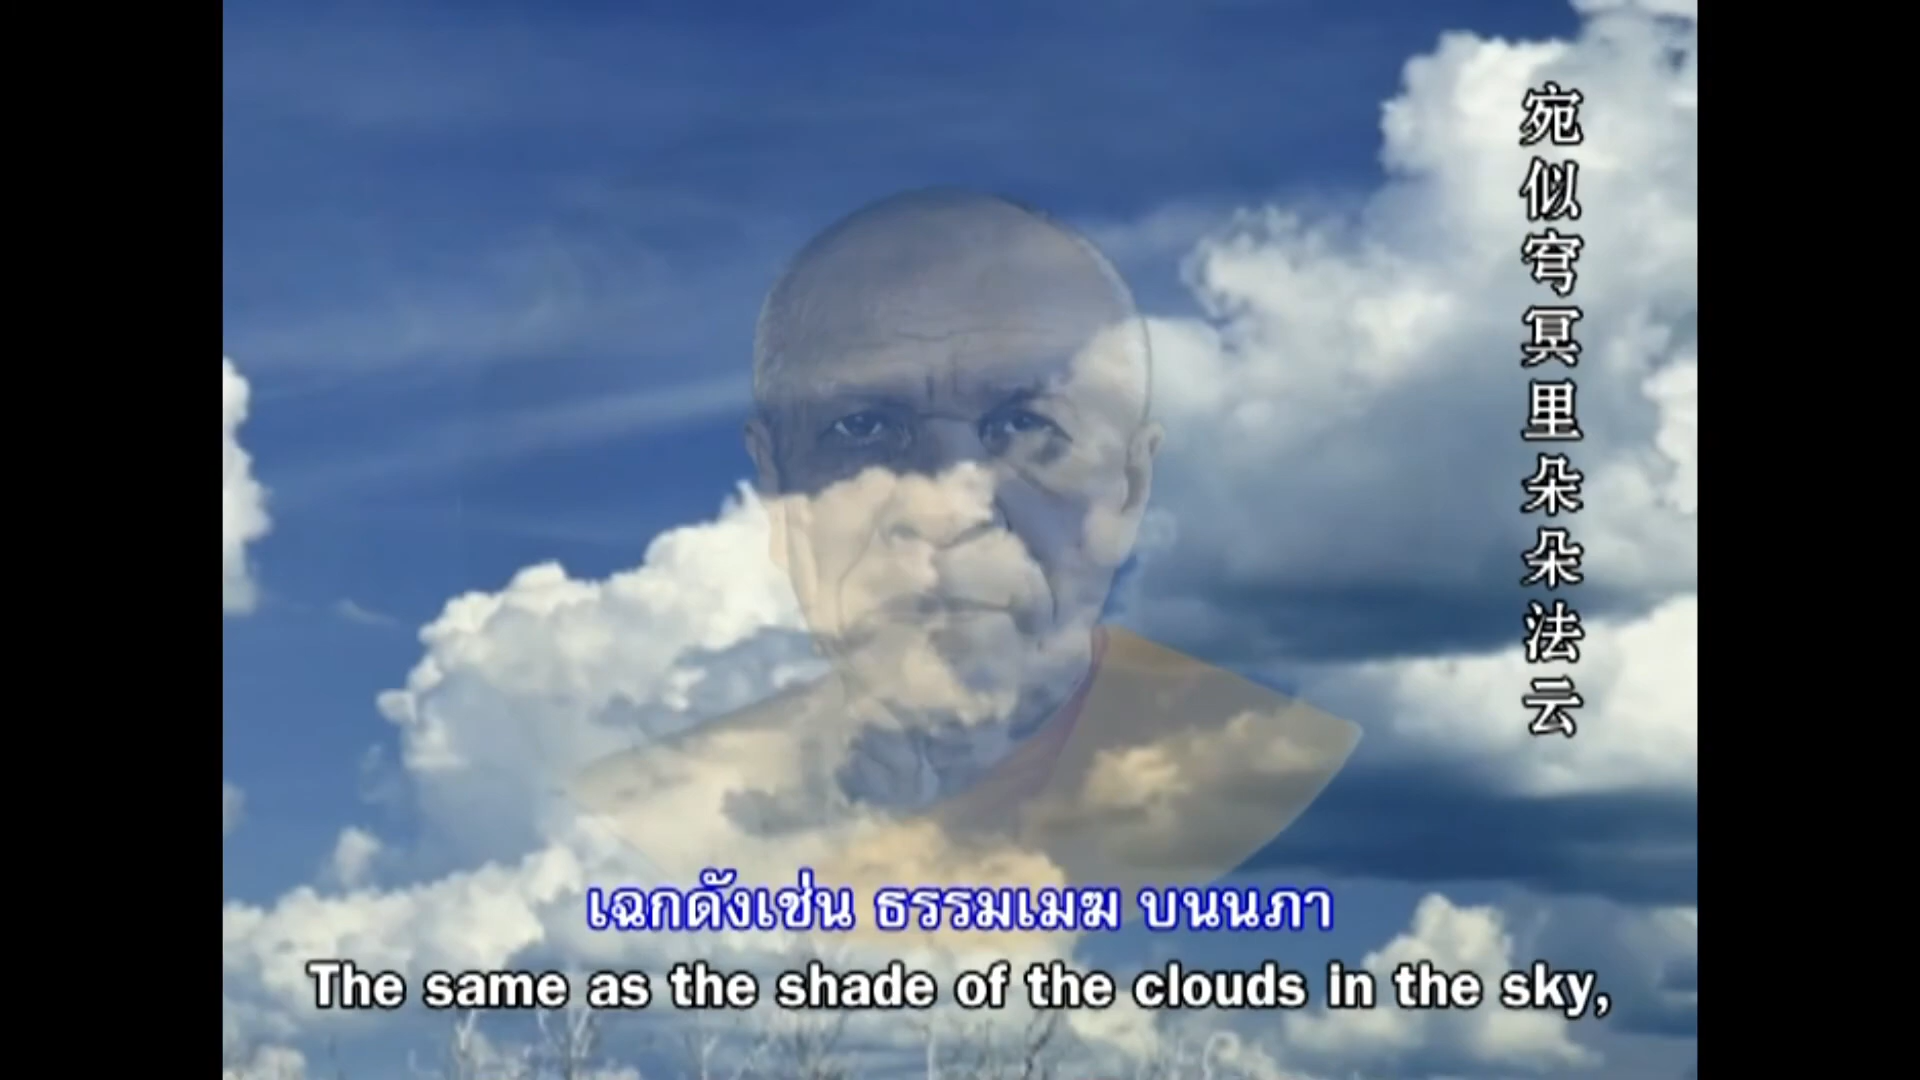 宛似穹冥里朵朵法云
เฉกดังเช่น ธรรมเมฆ บนนภา
The same as the shade of the clouds in the sky,